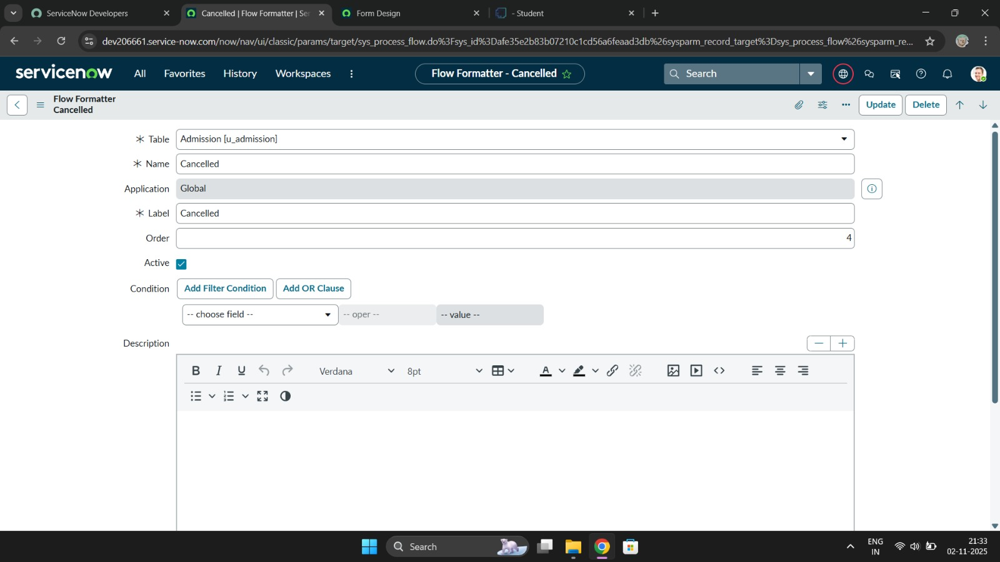 ServiceNow Developers
Cancelled | Flow Formatter | Ser
Form Design
- Student
dev206661.service-now.com/now/nav/ui/classic/params/target/sys_process_flow.do%3Fsys_id%3Dafe35e2b83b07210c1cd56a6feaad3db%26sysparm_record_target%3Dsys_process_flow%26sysparm_re...
servicenow
All
Favorites
History
Workspaces
Flow Formatter - Cancelled
Search
Flow Formatter
Cancelled
Update
Delete
Table
Admission [u_admission]
Name
Cancelled
Application
Global
Label
Cancelled
Order
4
Active
Condition
Add Filter Condition
Add OR Clause
-- choose field --
-- oper --
-- value --
Description
B I U
Verdana
8pt
A
Search
ENG
IN
21:33
02-11-2025